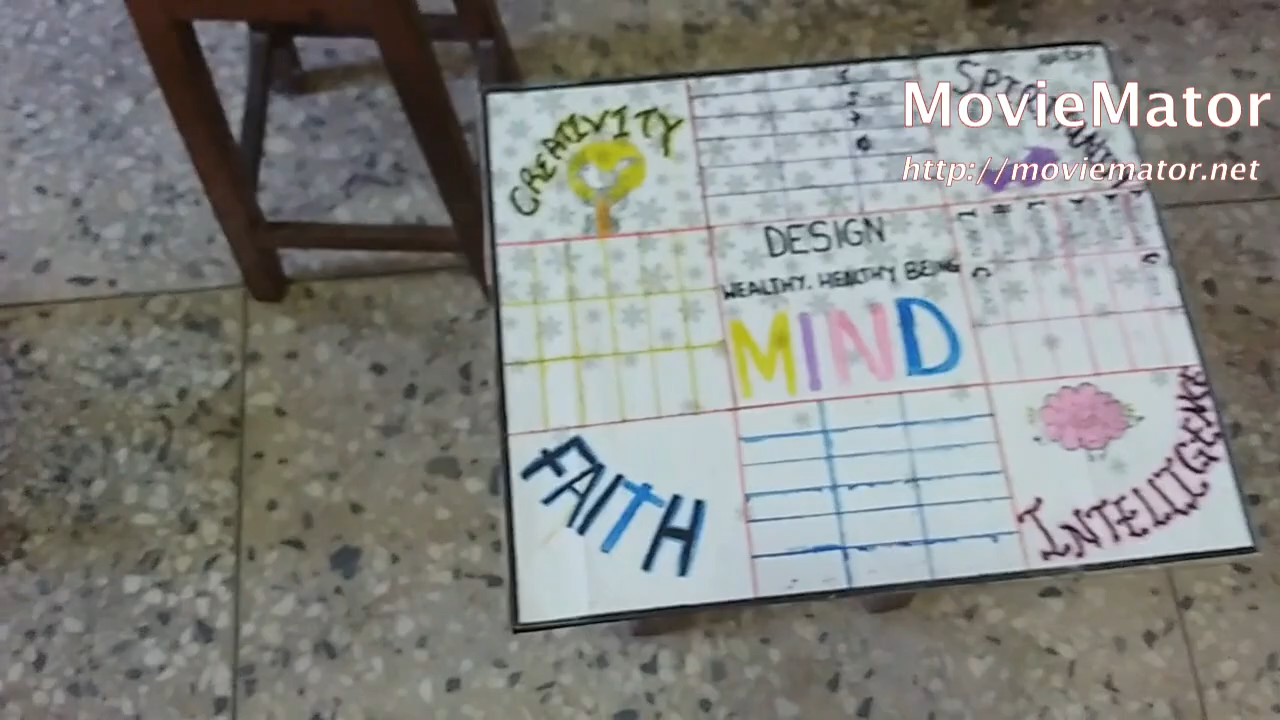 MovieMator
http://moviemator.net
CREATIVITY
DESIGN
WEALTHY. HEALTHY BEING
MIND
FAITH
INTELLIGENCE